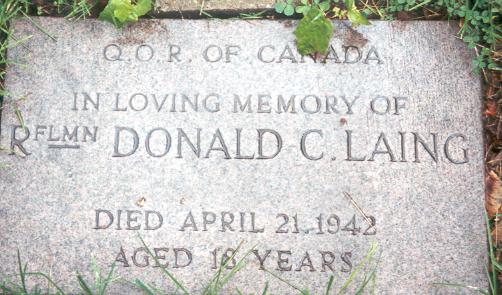 Q.O.R. OF CANADA
IN LOVING MEMORY OF
RFLMN DONALD C. LAING
DIED APRIL 21. 1942
AGED 18 YEARS